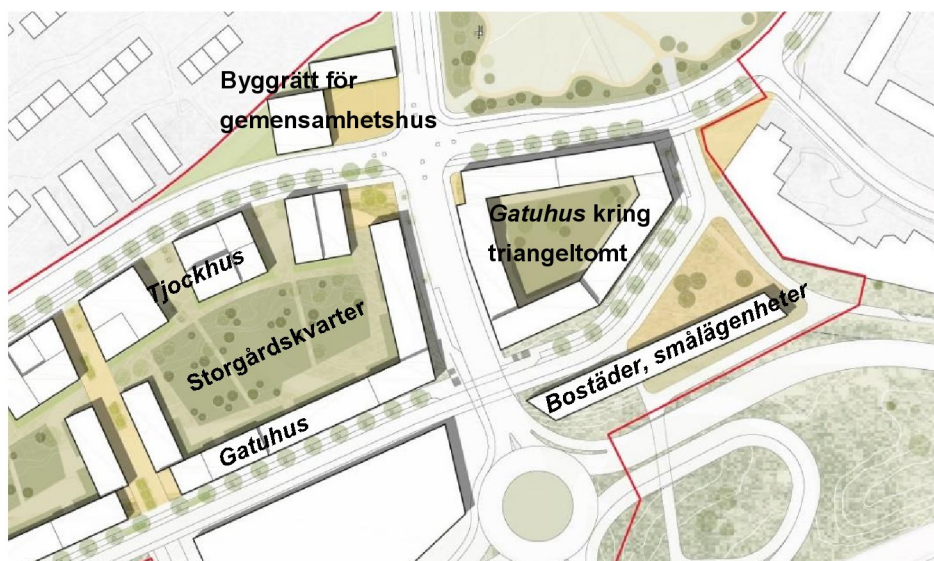 Byggrätt för
gemensamhetshus
Gatuhus kring
triangeltomt
Tjockhus
Storgårdskvarter
Bostäder, smålägenheter
Gatuhus